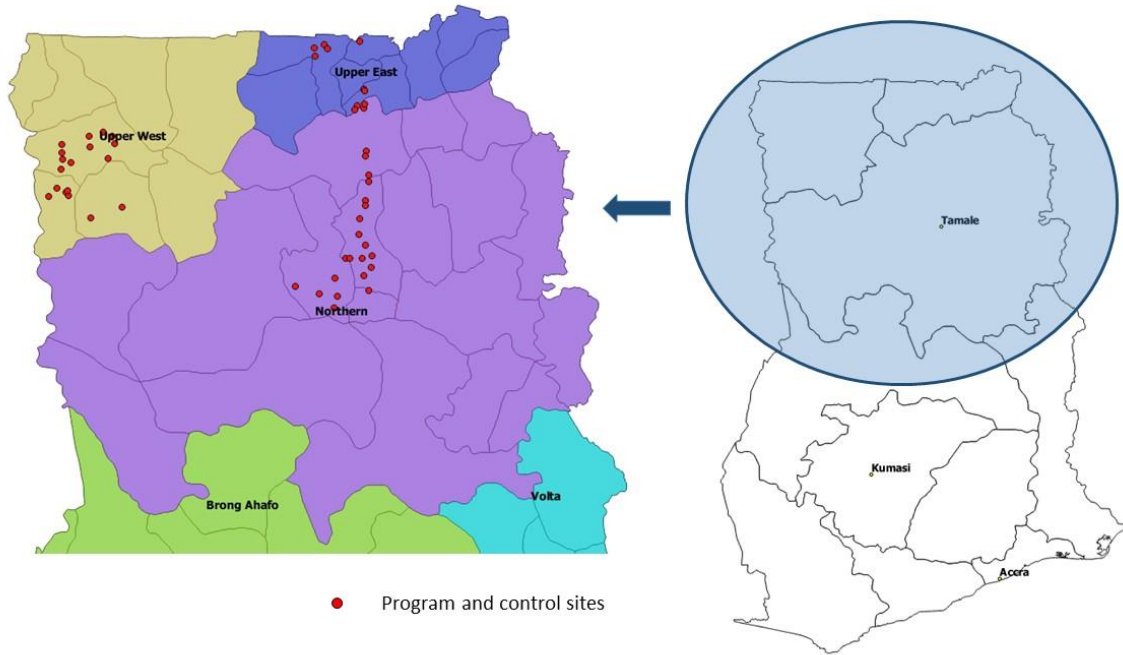 Upper East
Upper West
Northern
Brong Ahafo
Volta
Program and control sites
Tamale
Kumasi
Accra